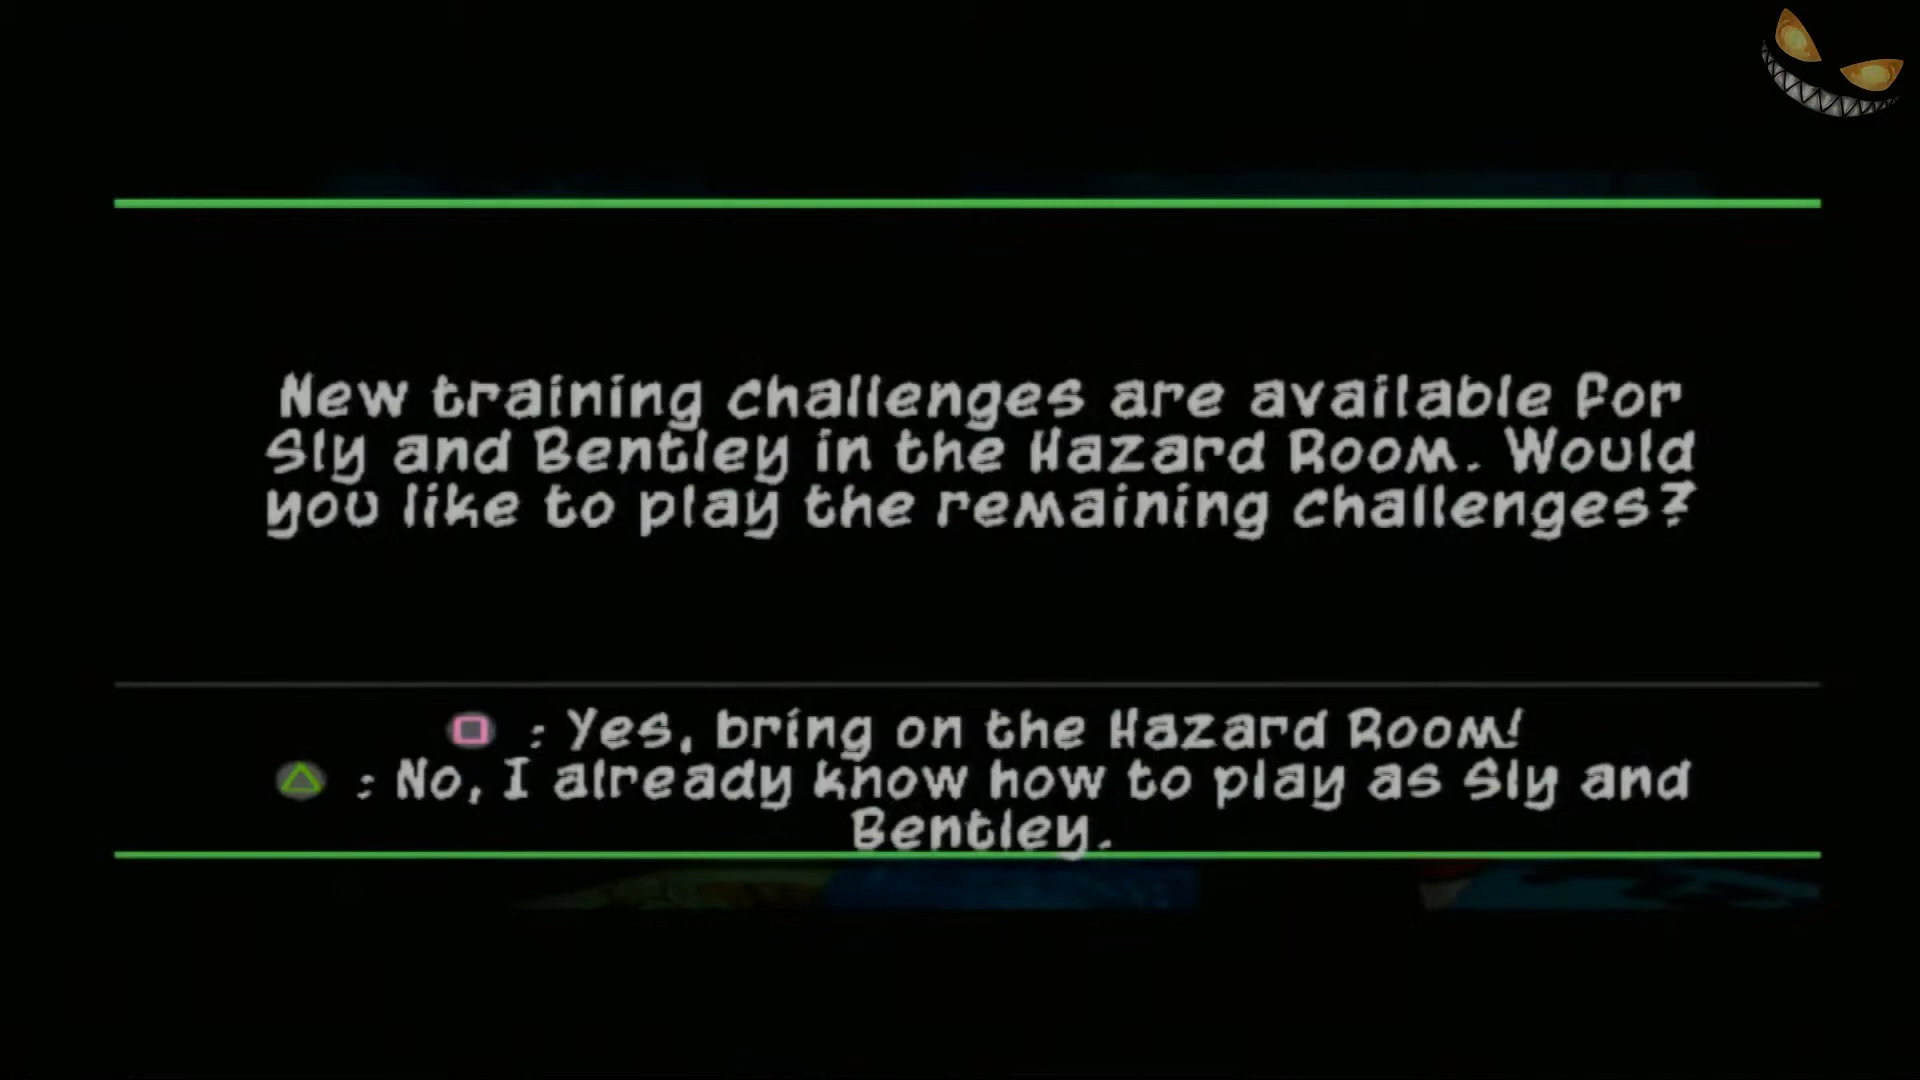 New training challenges are available for
Sly and Bentley in the Hazard Room. Would
you like to play the remaining challenges?
: Yes, bring on the Hazard Room!
: No, I already know how to play as Sly and
Bentley.